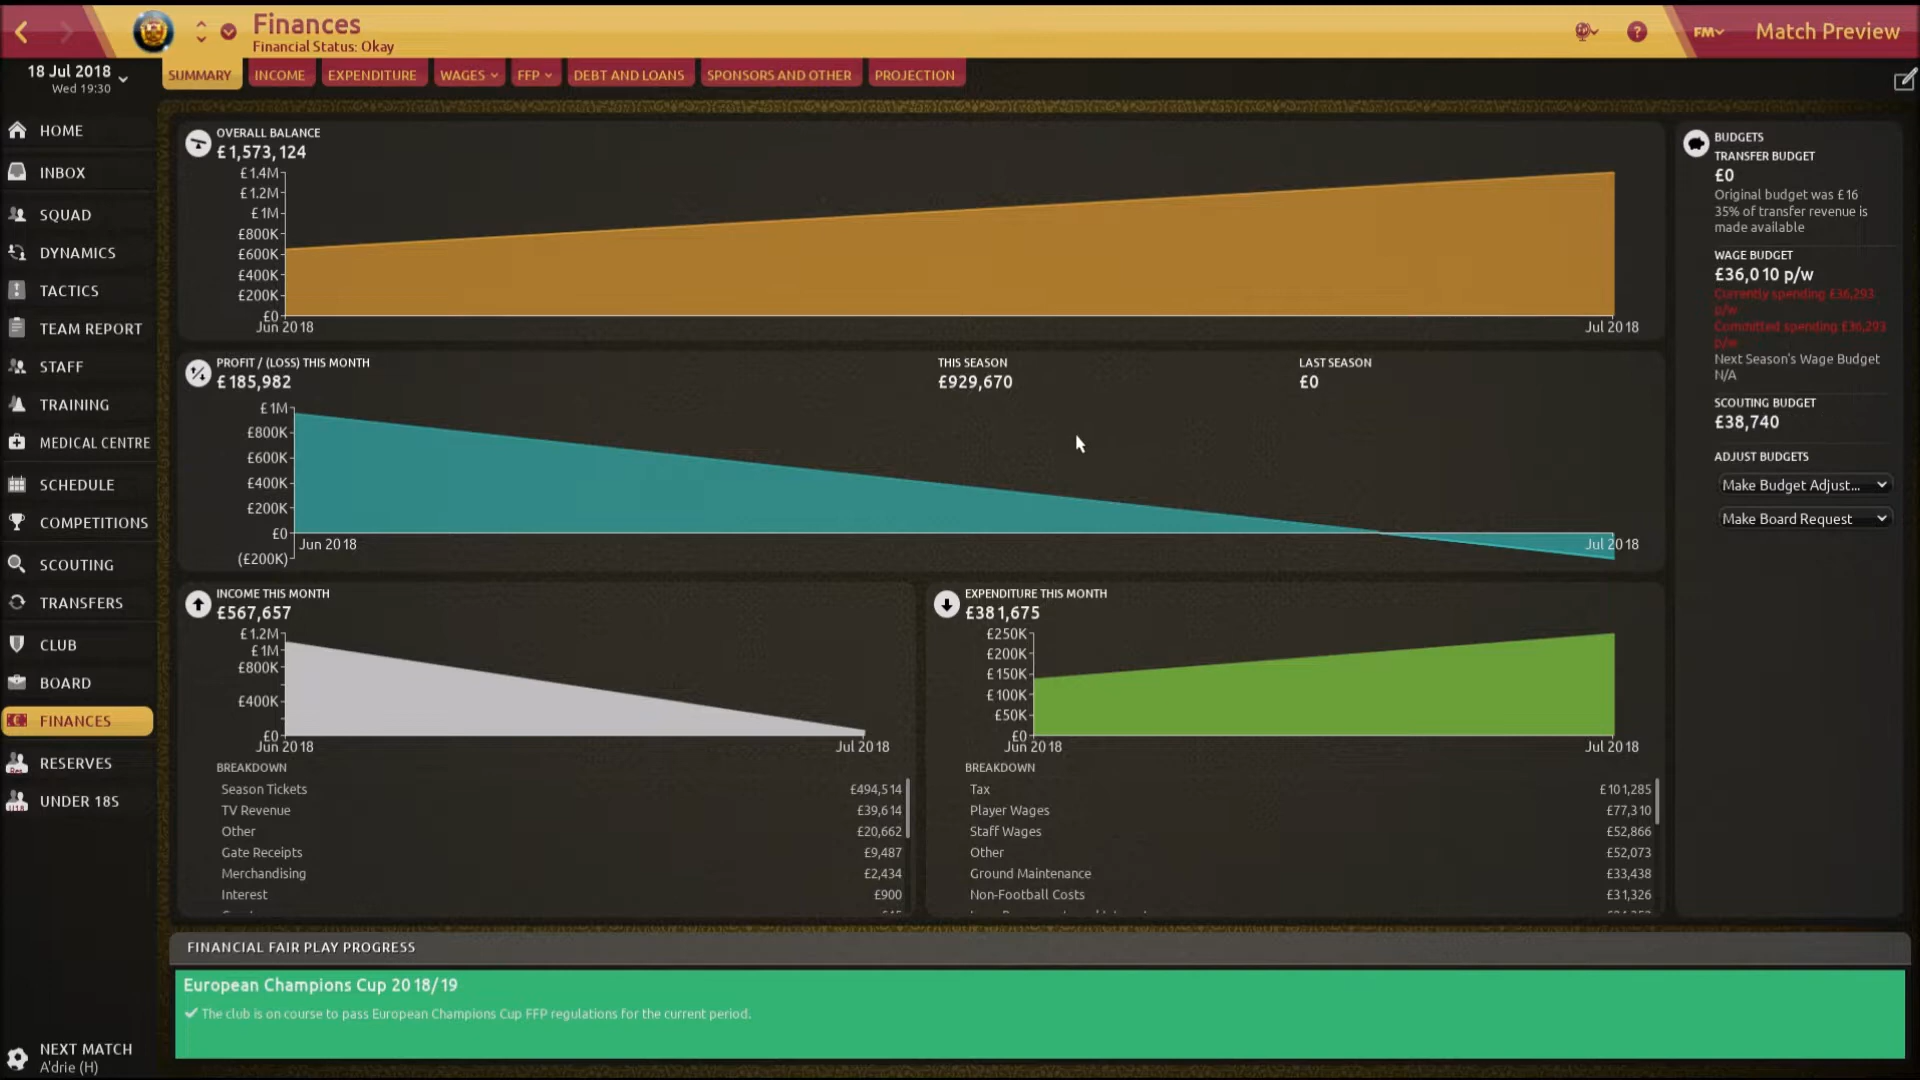 Finances
Financial Status: Okay
FM
Match Preview
18 Jul 2018
Wed 19:30
SUMMARY
INCOME
EXPENDITURE
WAGES
FFP
DEBT AND LOANS
SPONSORS AND OTHER
PROJECTION
HOME
INBOX
SQUAD
DYNAMICS
TACTICS
TEAM REPORT
STAFF
TRAINING
MEDICAL CENTRE
SCHEDULE
COMPETITIONS
SCOUTING
TRANSFERS
CLUB
BOARD
FINANCES
RESERVES
UNDER 18S
NEXT MATCH
A'drie (H)
OVERALL BALANCE
£1,573,124
£1.4M
£1.2M
£1M
£800K
£600K
£400K
£200K
£0
Jun 2018
Jul 2018
PROFIT / (LOSS) THIS MONTH
£185,982
THIS SEASON
£929,670
LAST SEASON
£0
£1M
£800K
£600K
£400K
£200K
£0
(£200K)
Jun 2018
Jul 2018
INCOME THIS MONTH
£567,657
£1.2M
£1M
£800K
£400K
£0
Jun 2018
Jul 2018
BREAKDOWN
Season Tickets £494,514
TV Revenue £39,614
Other £20,662
Gate Receipts £9,487
Merchandising £2,434
Interest £900
EXPENDITURE THIS MONTH
£381,675
£250K
£200K
£150K
£100K
£50K
£0
Jun 2018
Jul 2018
BREAKDOWN
Tax £101,285
Player Wages £77,310
Staff Wages £52,866
Other £52,073
Ground Maintenance £33,438
Non-Football Costs £31,326
BUDGETS
TRANSFER BUDGET
£0
Original budget was £16
35% of transfer revenue is
made available
WAGE BUDGET
£36,010 p/w
Currently spending £36,293
p/w
Committed spending £36,293
p/w
Next Season's Wage Budget
N/A
SCOUTING BUDGET
£38,740
ADJUST BUDGETS
Make Budget Adjust...
Make Board Request
FINANCIAL FAIR PLAY PROGRESS
European Champions Cup 2018/19
The club is on course to pass European Champions Cup FFP regulations for the current period.